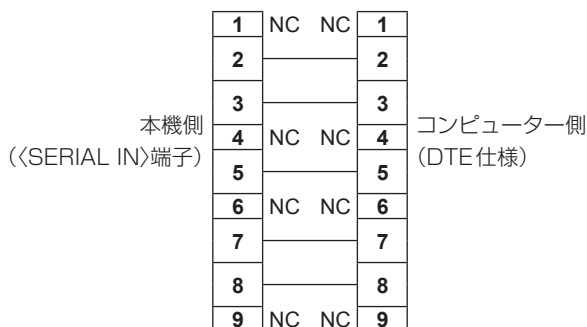 1 NC NC 1
2 2
3 3
本機側
(〈SERIAL IN〉端子)
4 NC NC 4
コンピューター側
(DTE仕様)
5 5
6 NC NC 6
7 7
8 8
9 NC NC 9